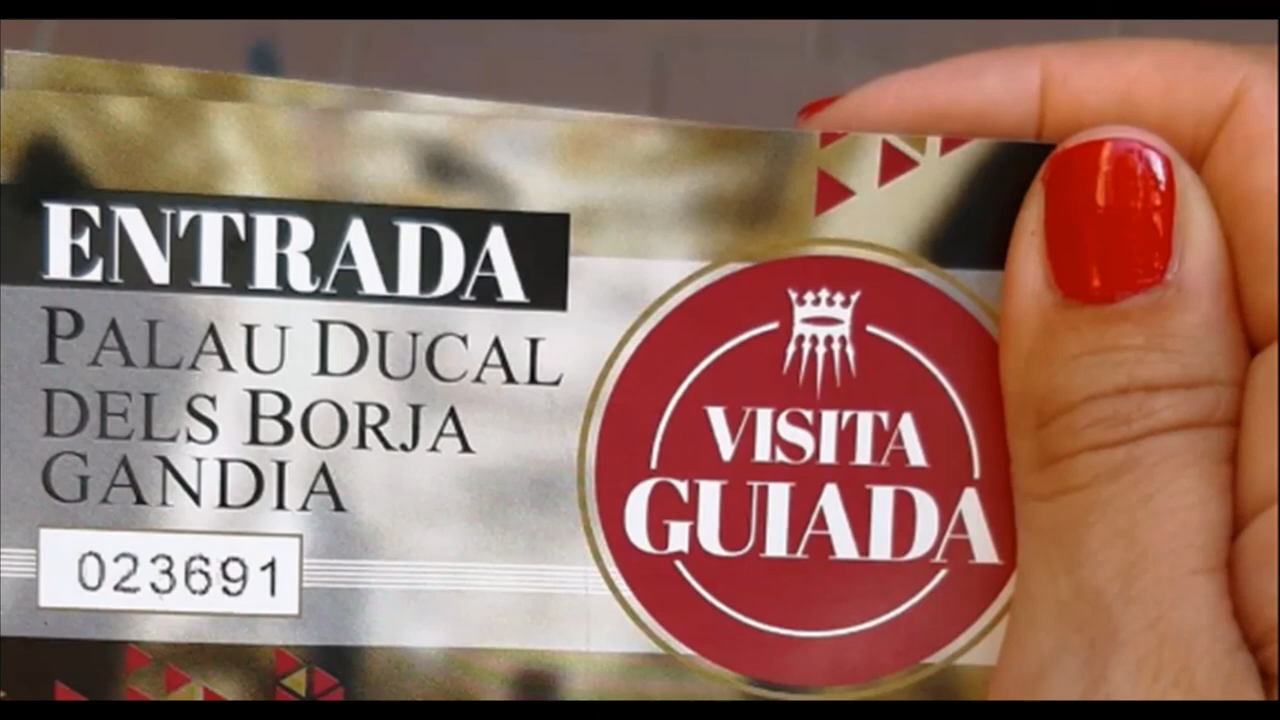 ENTRADA
PALAU DUCAL
DELS BORJA
GANDIA
023691
VISITA
GUIADA